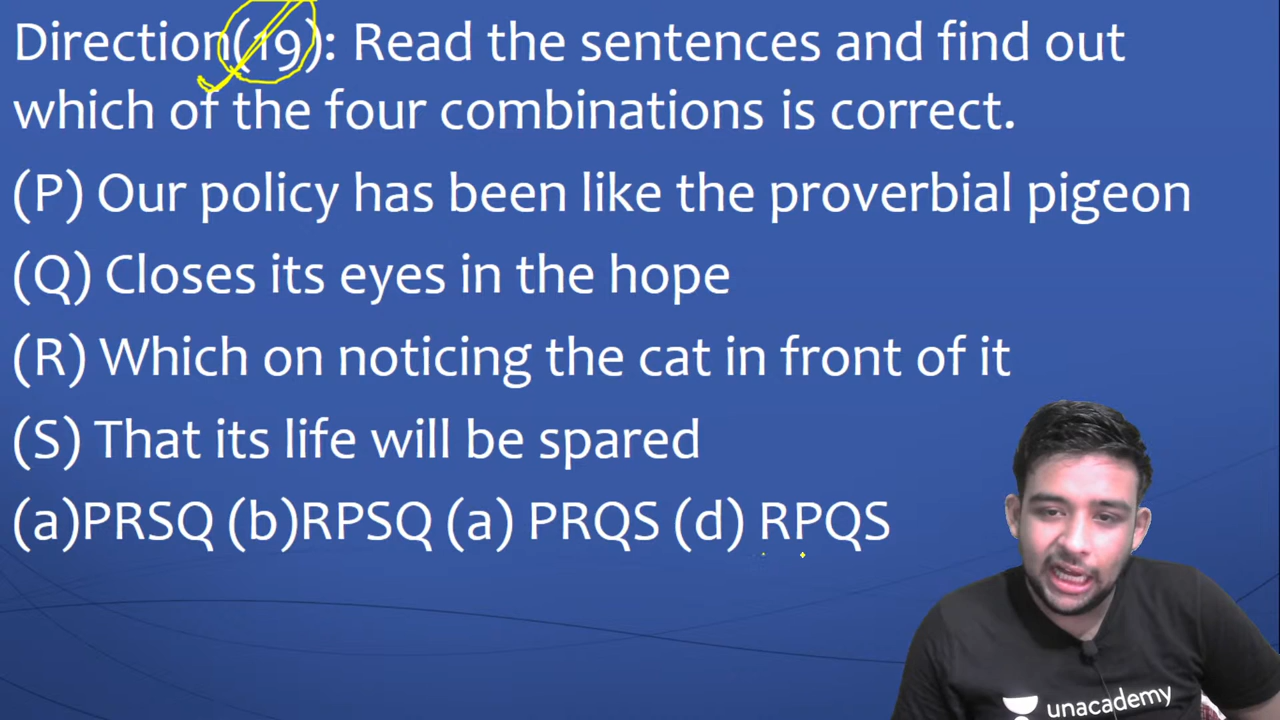 Direction(19): Read the sentences and find out
which of the four combinations is correct.
(P) Our policy has been like the proverbial pigeon
(Q) Closes its eyes in the hope
(R) Which on noticing the cat in front of it
(S) That its life will be spared
(a)PRSQ (b)RPSQ (a) PRQS (d) RPQS
unacademy